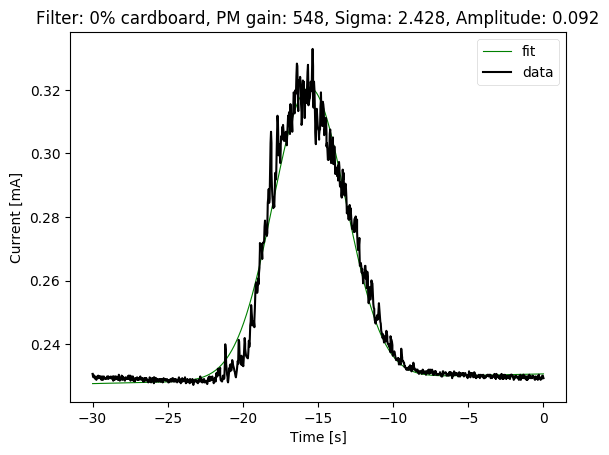 Filter: 0% cardboard, PM gain: 548, Sigma: 2.428, Amplitude: 0.092
fit
data
0.32
0.30
0.28
0.26
0.24
Current [mA]
−30
−25
−20
−15
−10
−5
0
Time [s]